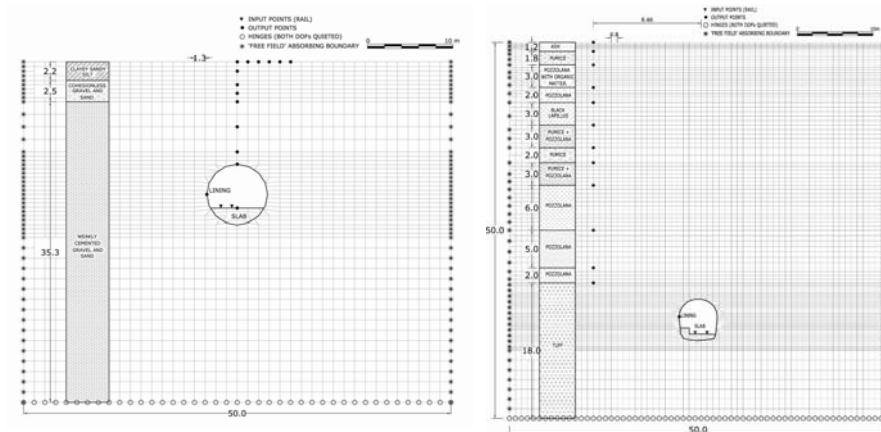 INPUT POINTS (RAIL)
OUTPUT POINTS
HINGES (BOTH DOFs QUIETED)
'FREE FIELD' ABSORBING BOUNDARY
0
10 m
1.3
2.2
CLAYEY SANDY
SILT
2.5
COHESIONLESS
GRAVEL AND
SAND
LINING
SLAB
35.3
WEAKLY
CEMENTED
GRAVEL AND
SAND
50.0
INPUT POINTS (RAIL)
OUTPUT POINTS
HINGES (BOTH DOFs QUIETED)
'FREE FIELD' ABSORBING BOUNDARY
0
10m
0.8
1.2
ASH
1.8
PUMICE
3.0
POZZOLANA
WITH ORGANIC
MATTER
2.0
POZZOLANA
3.0
BLACK
LAPILLUS
3.0
PUMICE +
POZZOLANA
2.0
PUMICE
3.0
PUMICE +
POZZOLANA
6.0
POZZOLANA
50.0
5.0
POZZOLANA
2.0
POZZOLANA
LINING
SLAB
18.0
TUFF
50.0